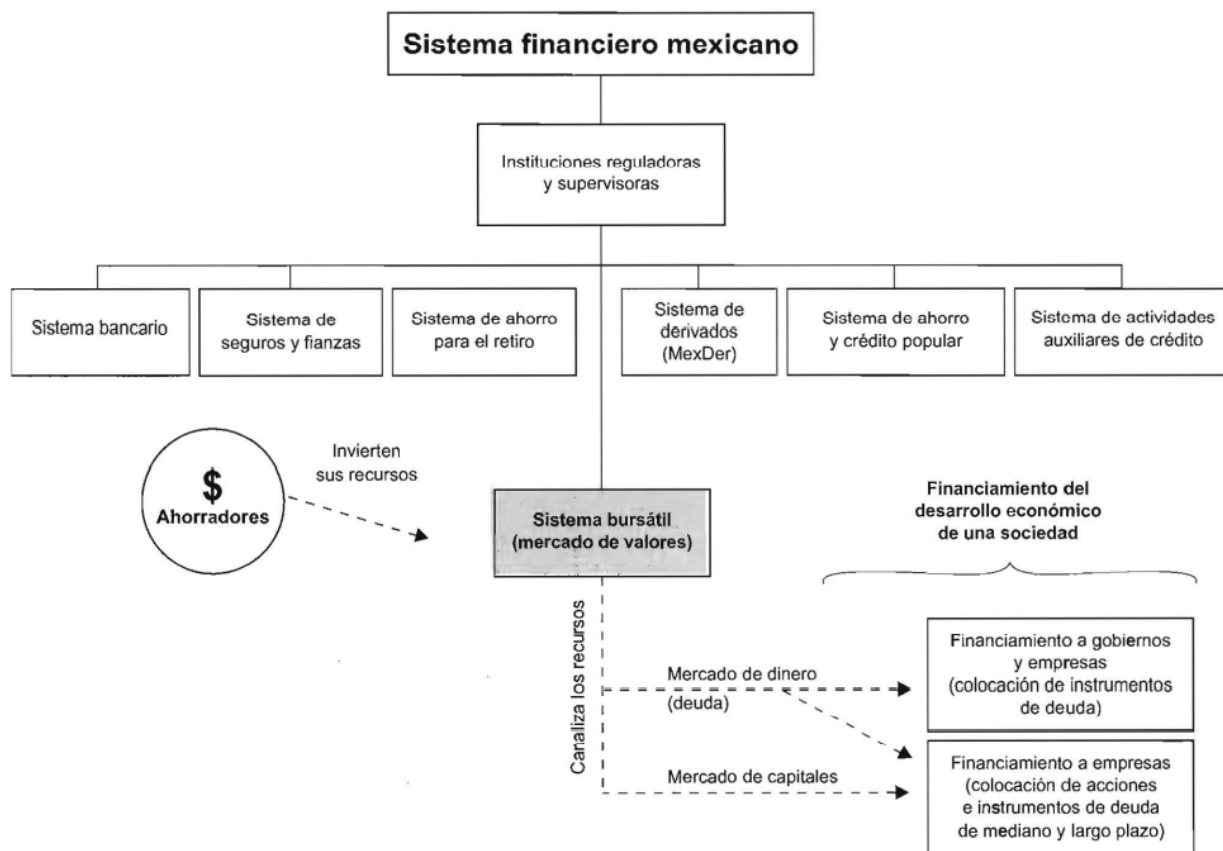 Sistema financiero mexicano
Instituciones reguladoras
y supervisoras
Sistema bancario
Sistema de
seguros y fianzas
Sistema de ahorro
para el retiro
Sistema de
derivados
(MexDer)
Sistema de ahorro
y crédito popular
Sistema de actividades
auxiliares de crédito
$
Ahorradores
Invierten
sus recursos
Sistema bursátil
(mercado de valores)
Financiamiento del
desarrollo económico
de una sociedad
Canaliza los recursos
Mercado de dinero
(deuda)
Financiamiento a gobiernos
y empresas
(colocación de instrumentos
de deuda)
Mercado de capitales
Financiamiento a empresas
(colocación de acciones
e instrumentos de deuda
de mediano y largo plazo)